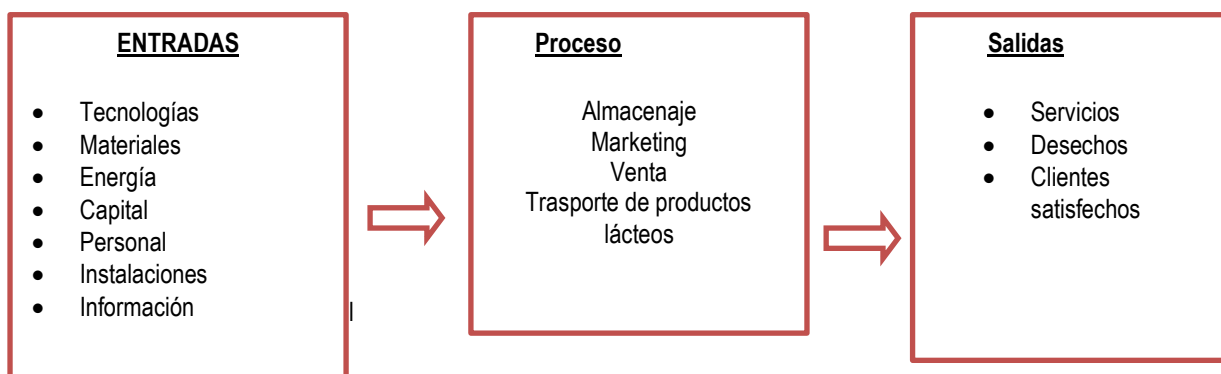 ENTRADAS
• Tecnologías
• Materiales
• Energía
• Capital
• Personal
• Instalaciones
• Información
l
Proceso
Almacenaje
Marketing
Venta
Trasporte de productos
lácteos
Salidas
• Servicios
• Desechos
• Clientes
satisfechos